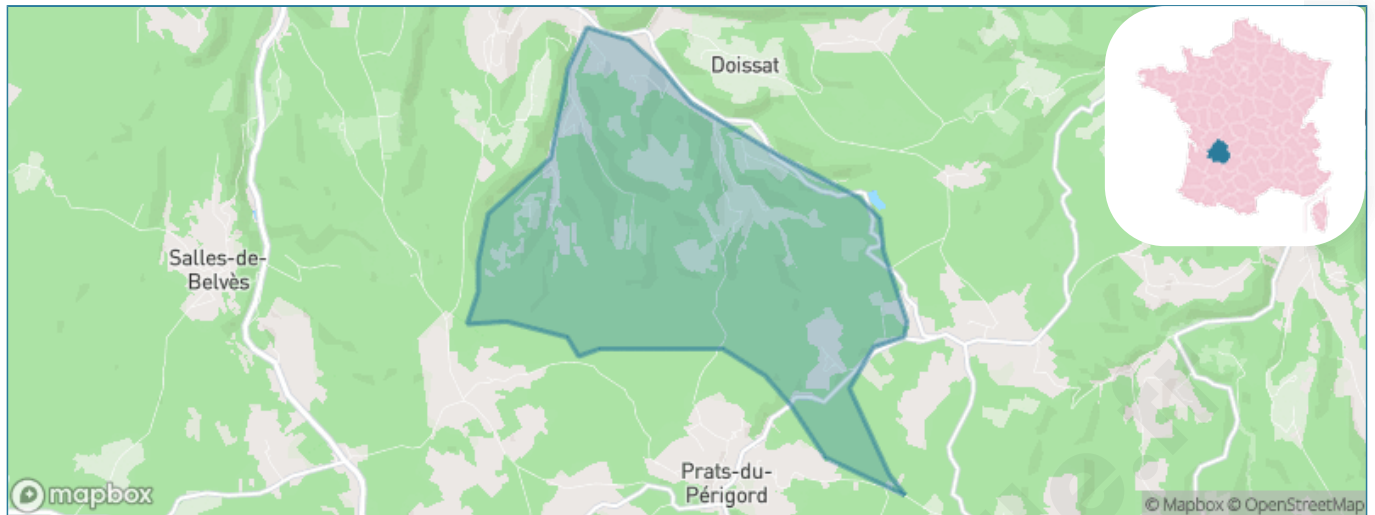 Doissat
Salles-de-
Belvès
Prats-du-
Périgord
mapbox
© Mapbox © OpenStreetMap